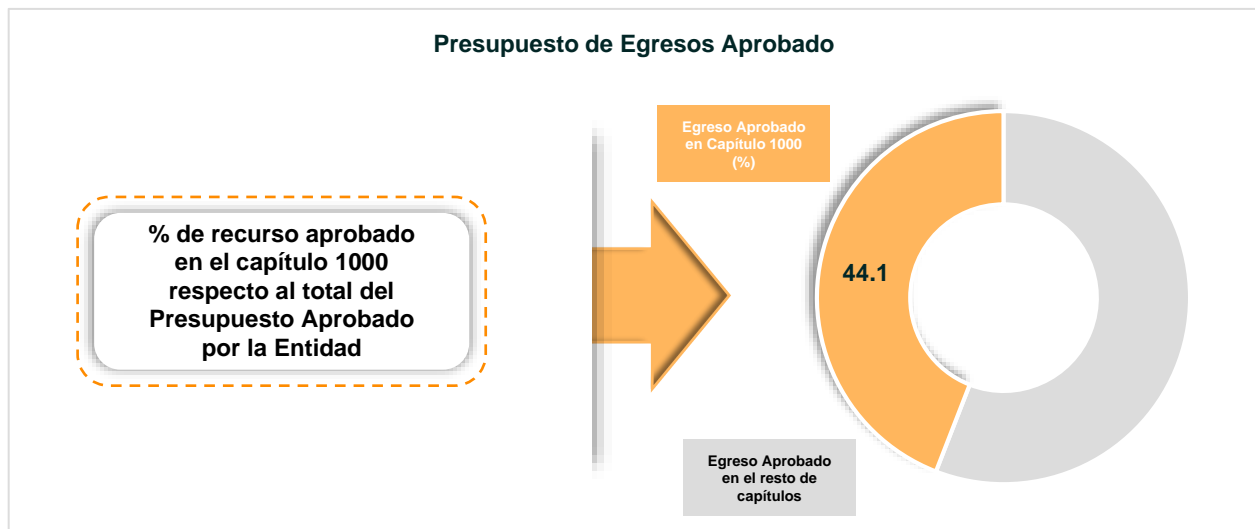 Presupuesto de Egresos Aprobado
Egreso Aprobado
en Capítulo 1000
(%)
% de recurso aprobado
en el capítulo 1000
respecto al total del
Presupuesto Aprobado
por la Entidad
44.1
Egreso Aprobado
en el resto de
capítulos